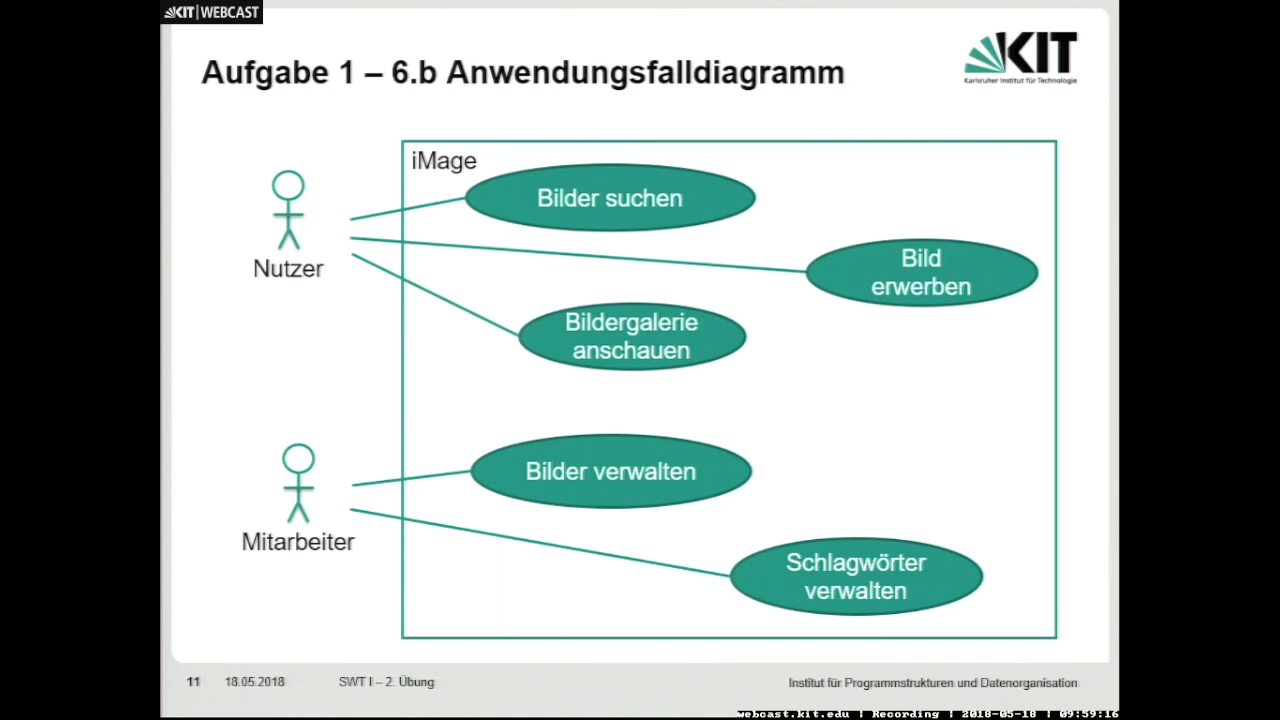 KIT | WEBCAST
Aufgabe 1 – 6.b Anwendungsfalldiagramm
KIT
Karlsruher Institut für Technologie
iMage
Bilder suchen
Nutzer
Bild
erwerben
Bildergalerie
anschauen
Bilder verwalten
Mitarbeiter
Schlagwörter
verwalten
11 18.05.2018 SWT I – 2. Übung Institut für Programmstrukturen und Datenorganisation
webcast.kit.edu | Recording | 2018-05-18 | 09:59:16